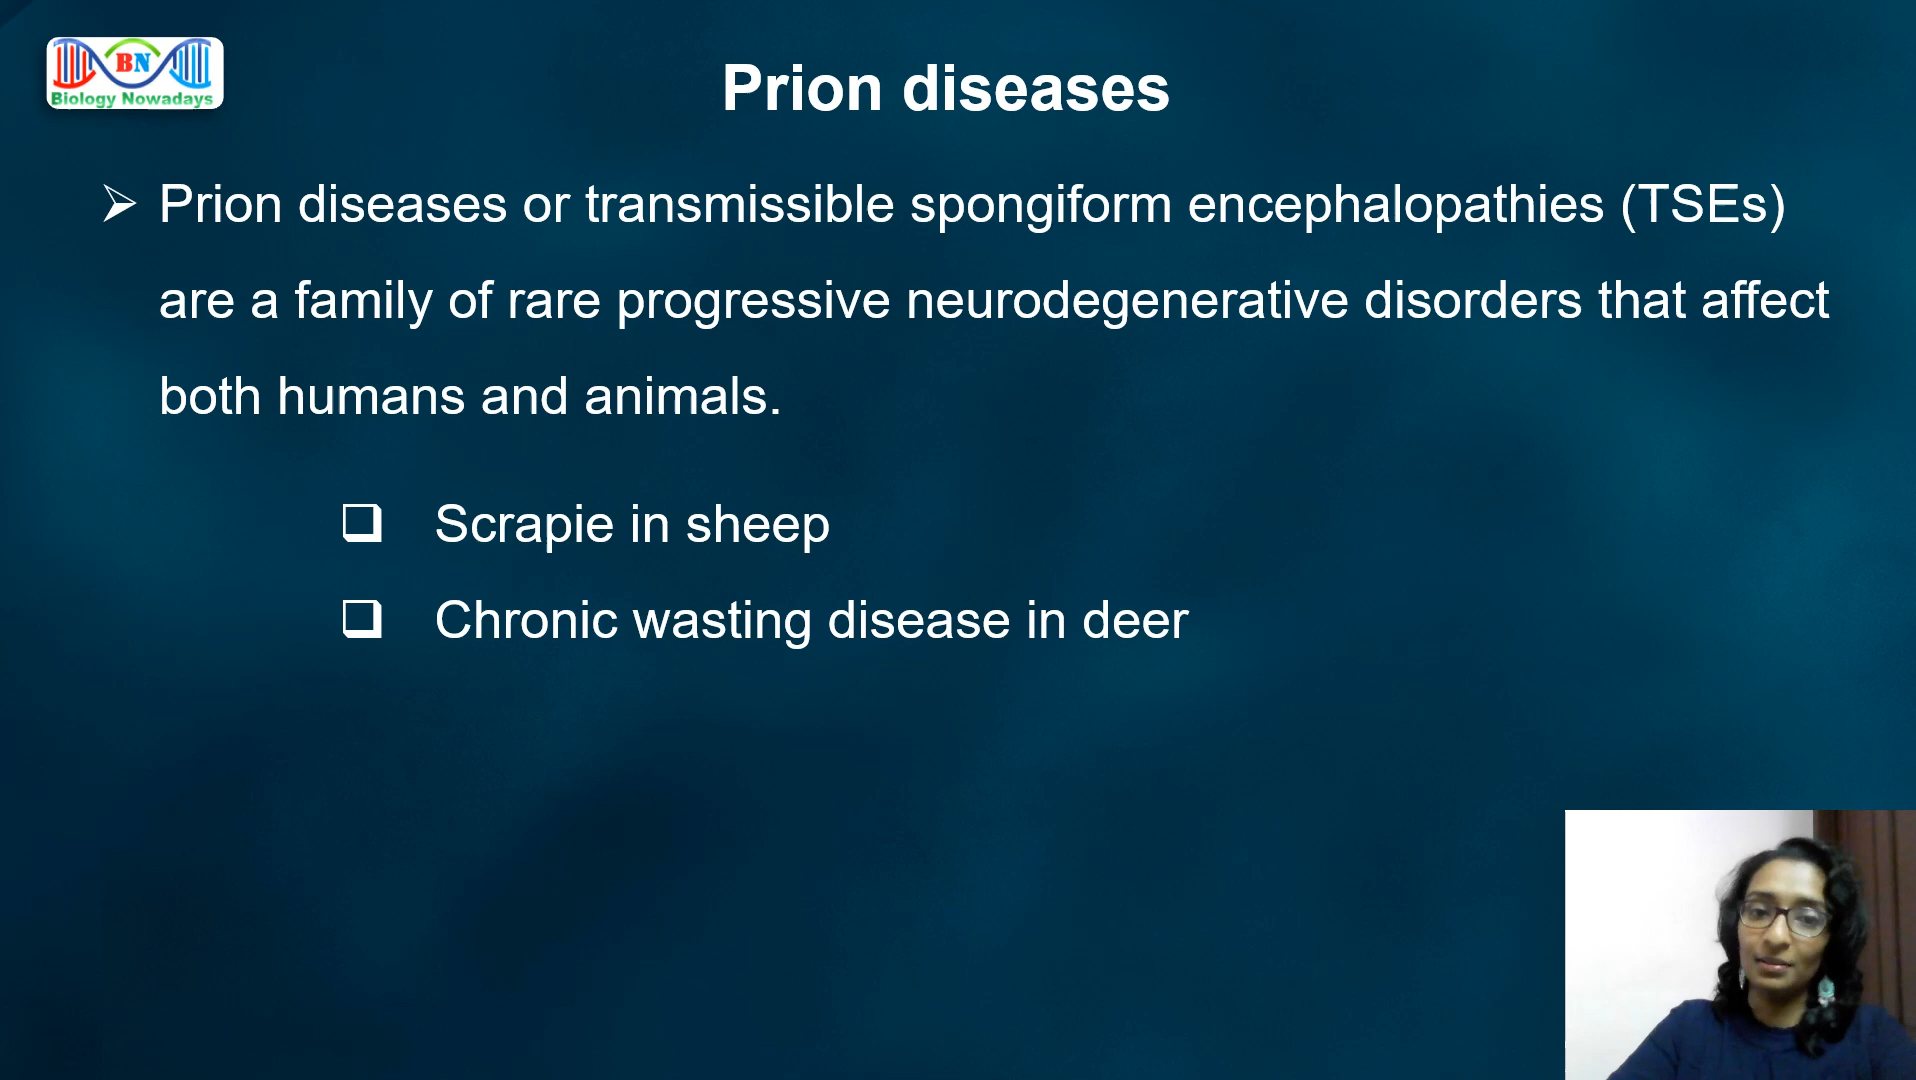 BN
Biology Nowadays
Prion diseases
➢ Prion diseases or transmissible spongiform encephalopathies (TSEs)
are a family of rare progressive neurodegenerative disorders that affect
both humans and animals.
❑ Scrapie in sheep
❑ Chronic wasting disease in deer